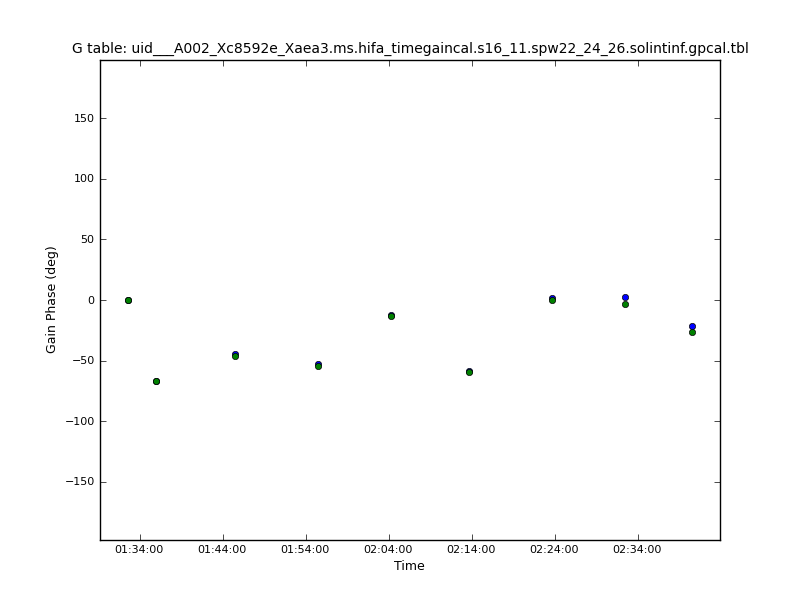 G table: uid___A002_Xc8592e_Xaea3.ms.hifa_timegaincal.s16_11.spw22_24_26.solintinf.gpcal.tbl
150
100
50
0
−50
−100
−150
Gain Phase (deg)
01:34:00 01:44:00 01:54:00 02:04:00 02:14:00 02:24:00 02:34:00
Time